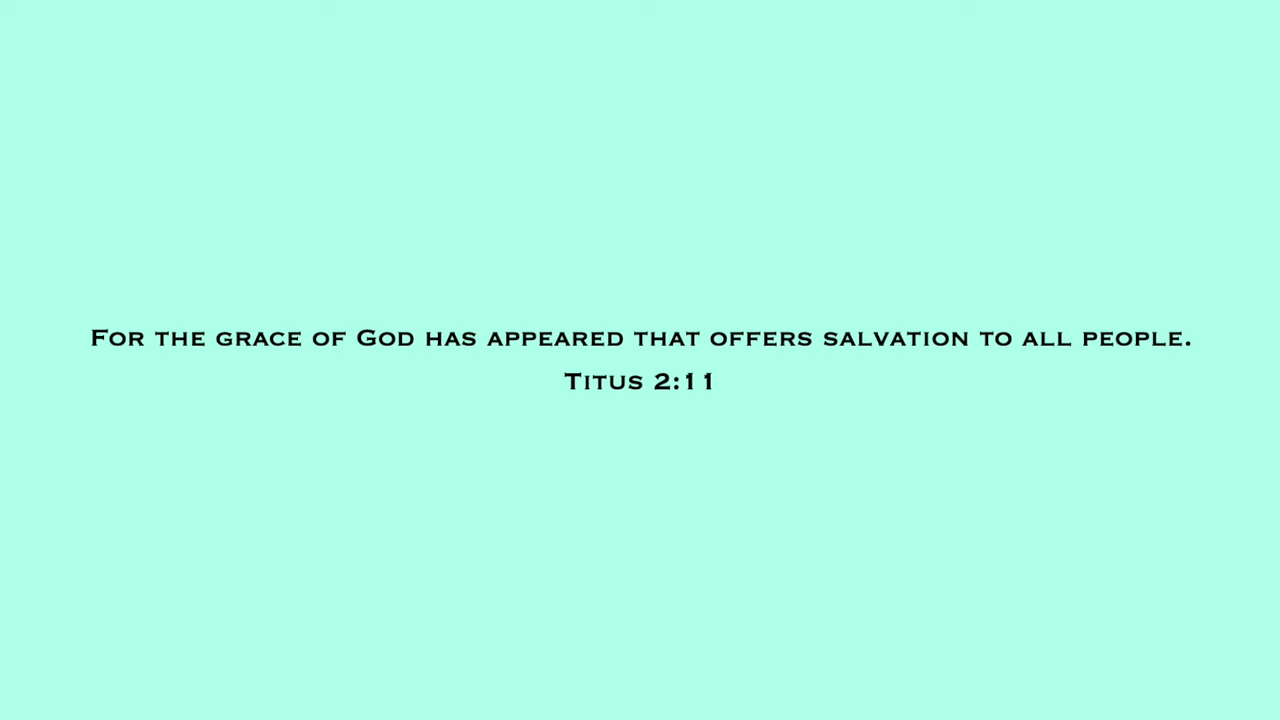 For the grace of God has appeared that offers salvation to all people.
Titus 2:11